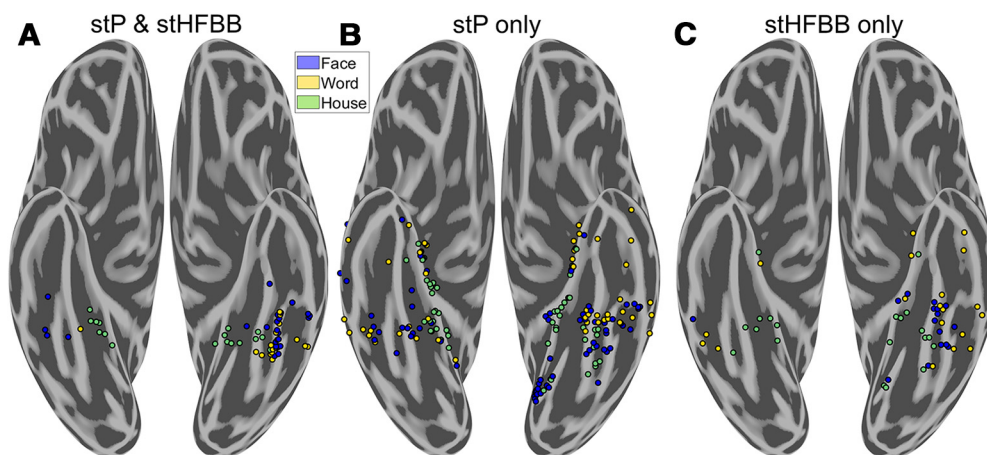 A stP & stHFBB
B stP only
C stHFBB only
Face
Word
House